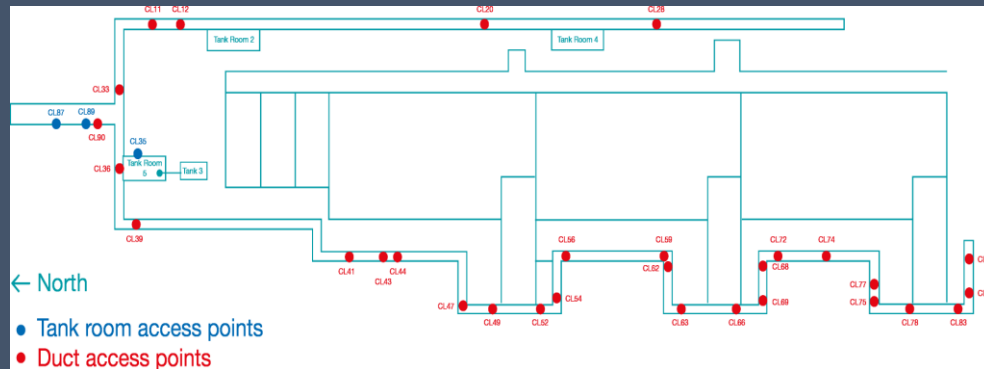 CL11
CL12
CL20
CL28
Tank Room 2
Tank Room 4
CL33
CL87
CL89
CL90
CL35
CL36
Tank Room
5
Tank 3
CL39
CL41
CL43
CL44
CL47
CL49
CL52
CL54
CL56
CL59
CL62
CL63
CL66
CL68
CL69
CL72
CL74
CL77
CL75
CL78
CL83
← North
Tank room access points
Duct access points